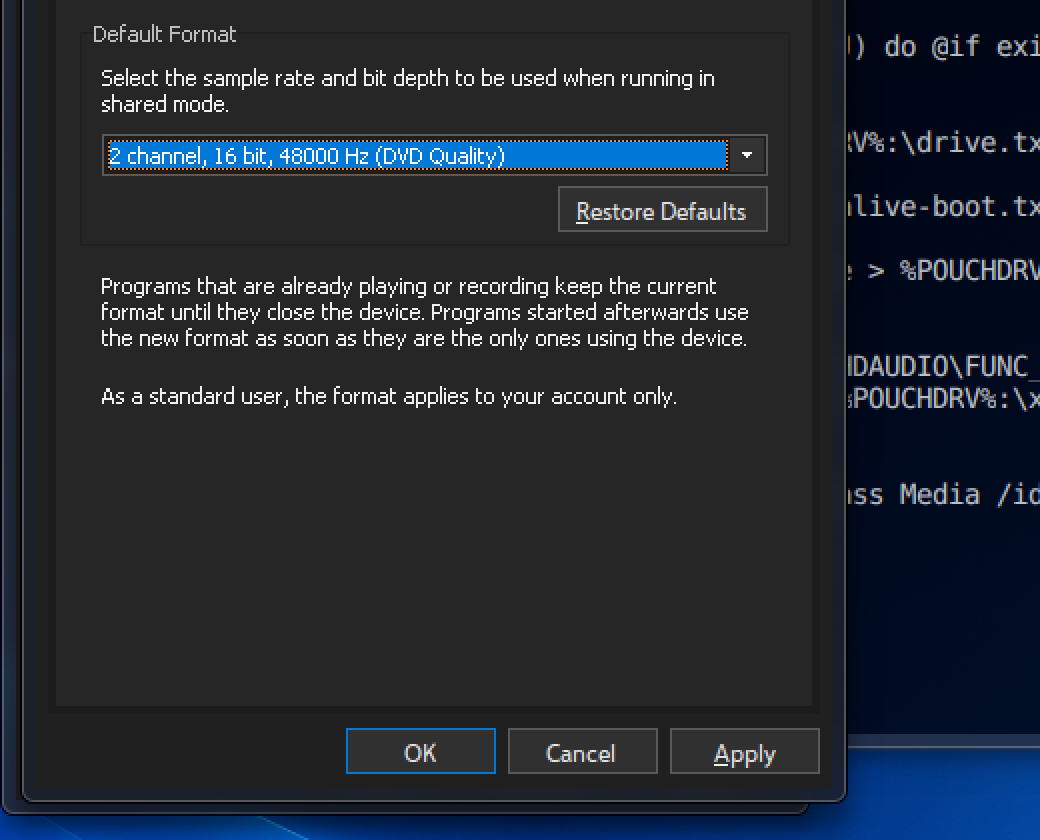 Default Format
Select the sample rate and bit depth to be used when running in
shared mode.
2 channel, 16 bit, 48000 Hz (DVD Quality)
Restore Defaults
Programs that are already playing or recording keep the current
format until they close the device. Programs started afterwards use
the new format as soon as they are the only ones using the device.
As a standard user, the format applies to your account only.
OK
Cancel
Apply
) do @if exi
V%:\drive.tx
live-boot.tx
> %POUCHDRV
DAUDIO\FUNC_
%POUCHDRV%:\x
ss Media /id